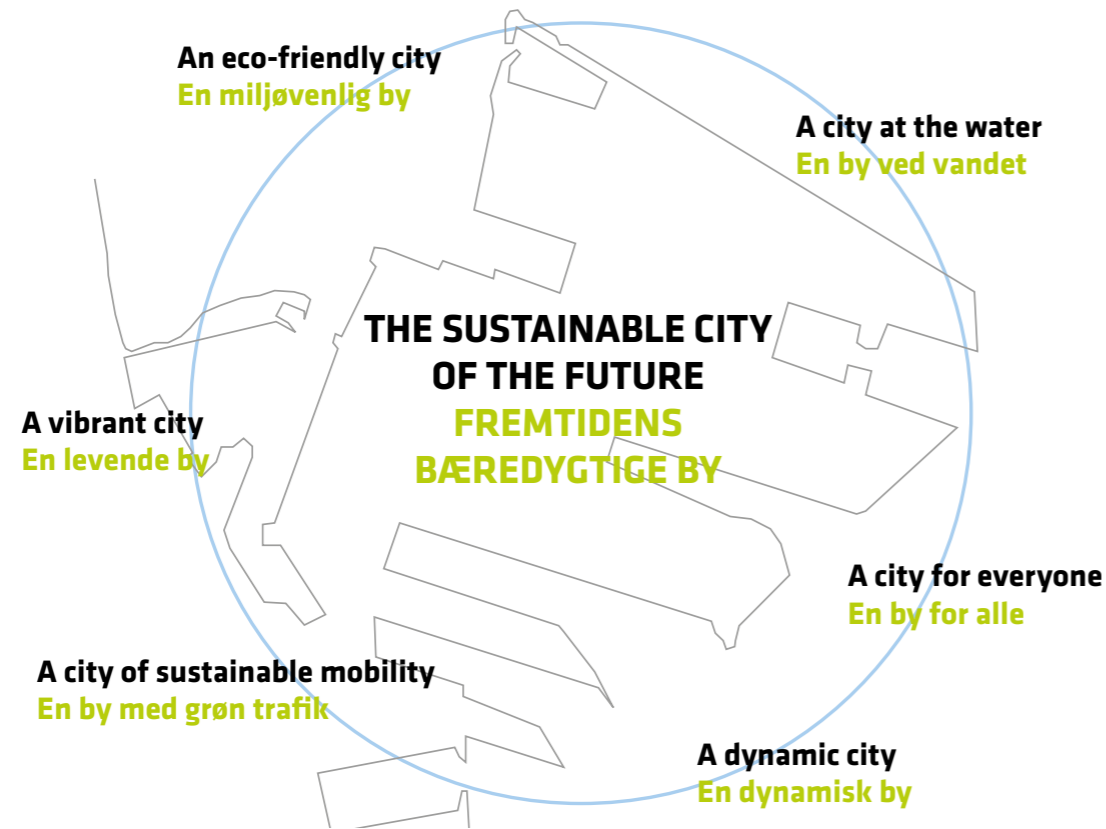 An eco-friendly city
En miljøvenlig by
A city at the water
En by ved vandet
THE SUSTAINABLE CITY
OF THE FUTURE
FREMTIDENS
BÆREDYGTIGE BY
A vibrant city
En levende by
A city for everyone
En by for alle
A city of sustainable mobility
En by med grøn trafik
A dynamic city
En dynamisk by